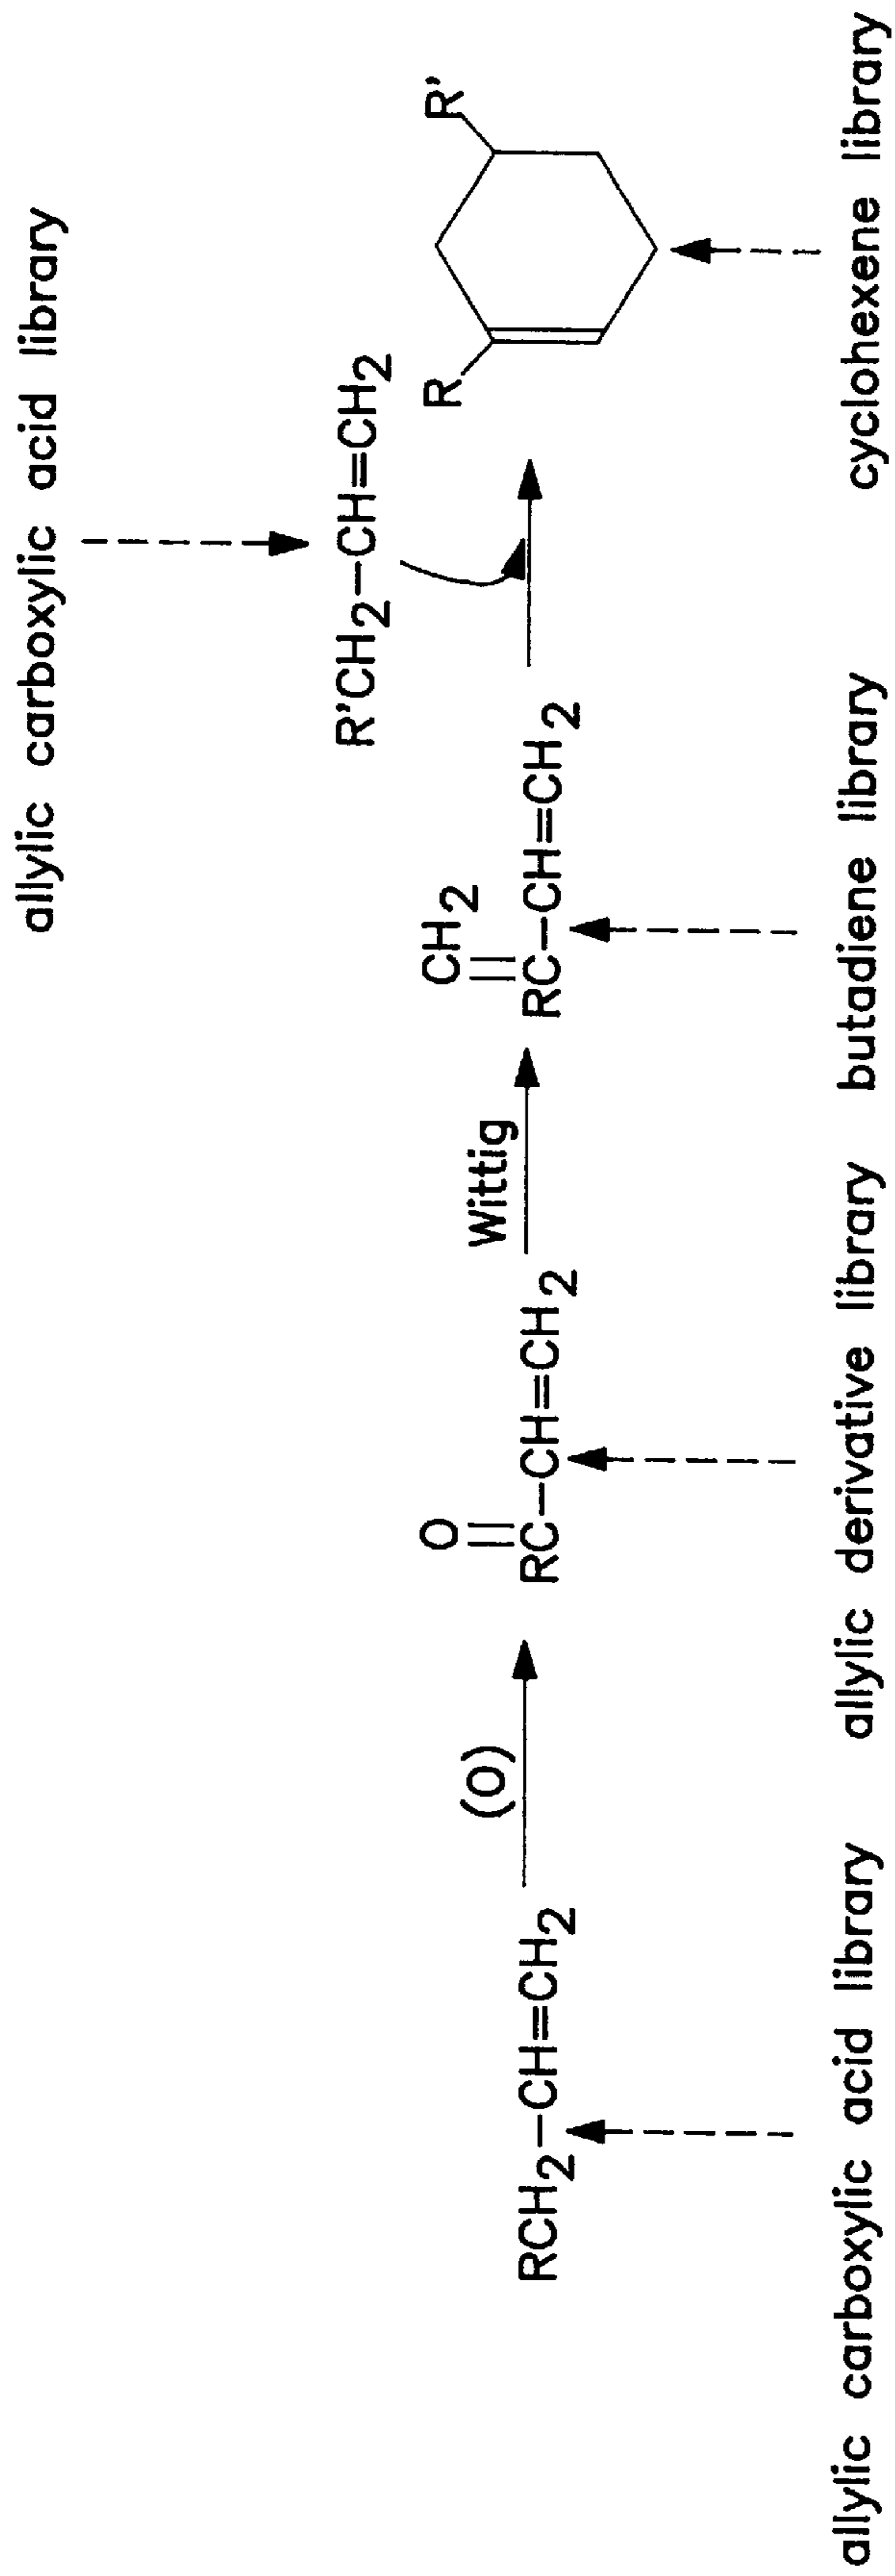 allylic carboxylic acid library
R'CH2–CH=CH2
(O)
Wittig
O
CH2
R
R'
RCH2–CH=CH2
RC–CH=CH2
RC–CH=CH2
allylic carboxylic acid library
allylic derivative library
butadiene library
cyclohexene library